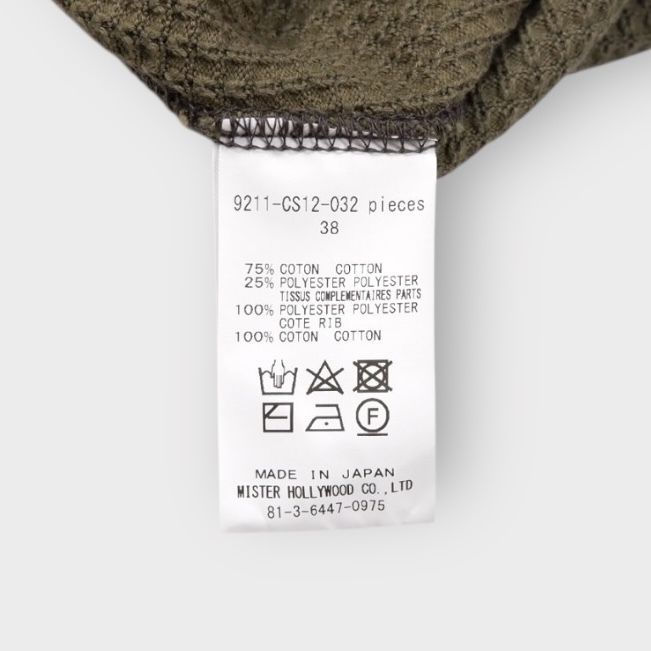 9211-CS12-032 pieces
38
75% COTON COTTON
25% POLYESTER POLYESTER
TISSUS COMPLEMENTAIRES PARTS
100% POLYESTER POLYESTER
COTE RIB
100% COTON COTTON
F
MADE IN JAPAN
MISTER HOLLYWOOD CO.,LTD
81-3-6447-0975